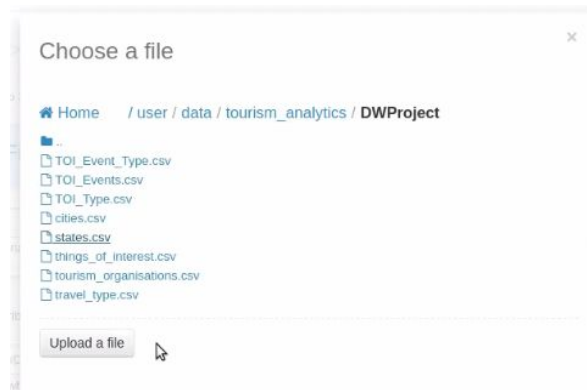 Choose a file
×
Home / user / data / tourism_analytics / DWProject
..
TOI_Event_Type.csv
TOI_Events.csv
TOI_Type.csv
cities.csv
states.csv
things_of_interest.csv
tourism_organisations.csv
travel_type.csv
Upload a file